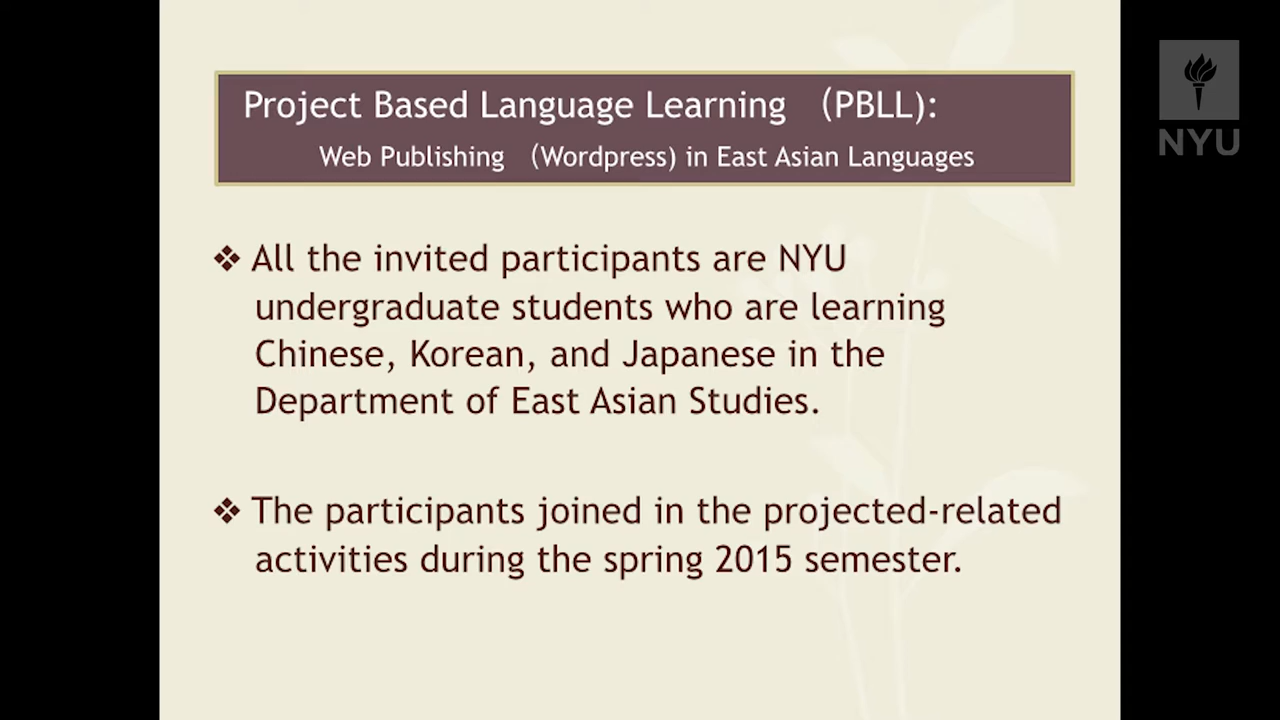 Project Based Language Learning (PBLL):
Web Publishing (Wordpress) in East Asian Languages
❖ All the invited participants are NYU
undergraduate students who are learning
Chinese, Korean, and Japanese in the
Department of East Asian Studies.
❖ The participants joined in the projected-related
activities during the spring 2015 semester.
NYU